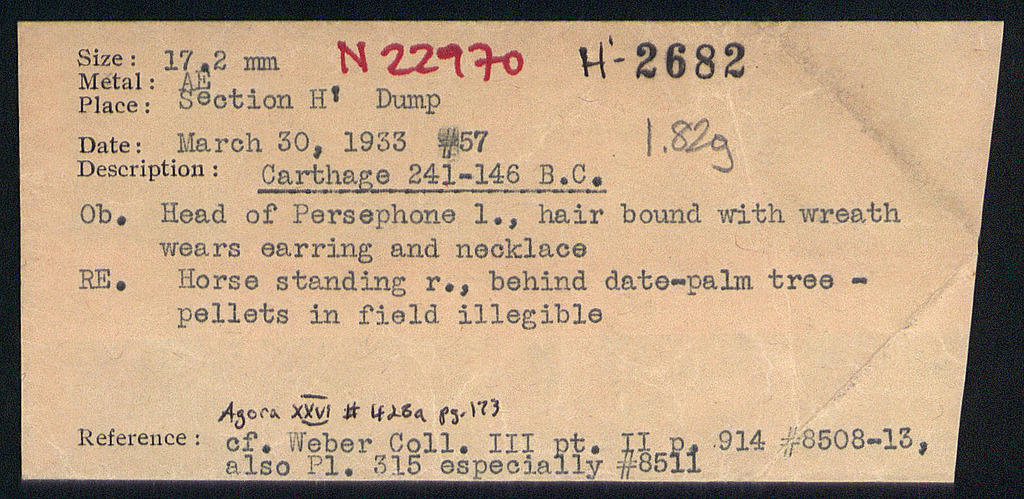 Size : 17.2 mm N 22970 H'-2682
Metal : AE
Place : Section H' Dump
1.82g
Date : March 30, 1933 #57
Description : Carthage 241-146 B.C.
Ob. Head of Persephone l., hair bound with wreath
wears earring and necklace
RE. Horse standing r., behind date-palm tree -
pellets in field illegible
Agora XXVI # 428a pg. 173
Reference : cf. Weber Coll. III pt. II p. 914 #8508-13,
also Pl. 315 especially #8511